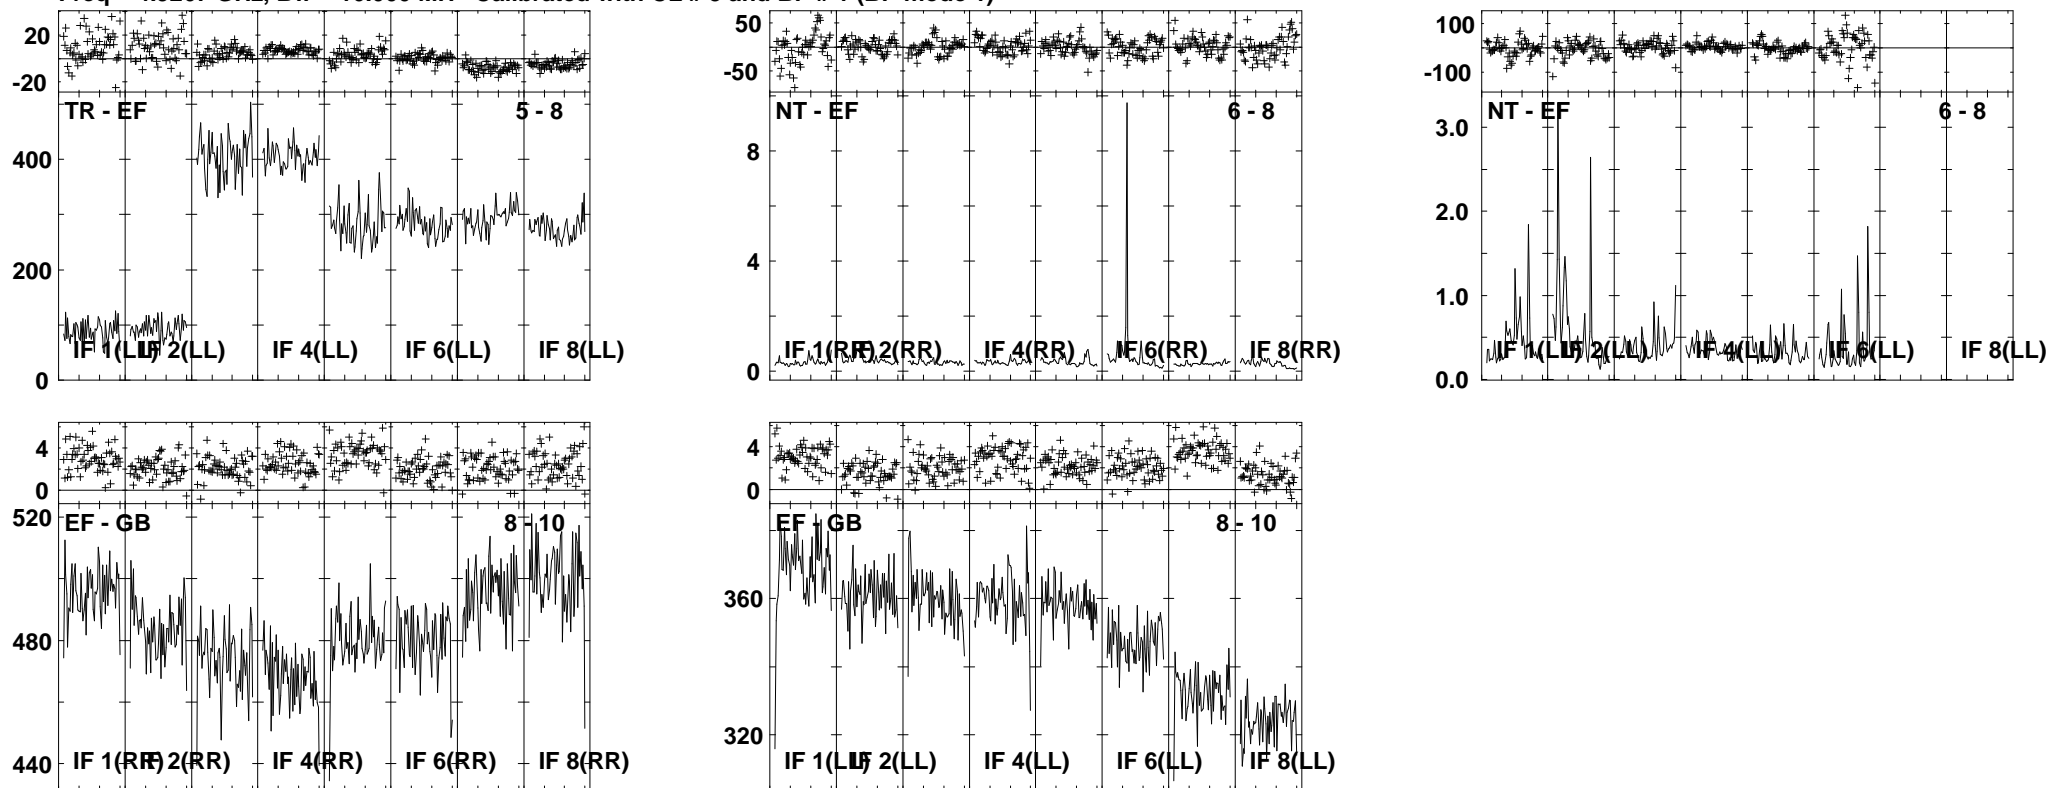 20
-20
TR - EF
5 - 8
400
200
0
IF 1(LL)
IF 2(LL)
IF 4(LL)
IF 6(LL)
IF 8(LL)
50
-50
NT - EF
6 - 8
8
4
0
IF 1(RR)
IF 2(RR)
IF 4(RR)
IF 6(RR)
IF 8(RR)
100
-100
NT - EF
6 - 8
3.0
2.0
1.0
0.0
IF 1(LL)
IF 2(LL)
IF 4(LL)
IF 6(LL)
IF 8(LL)
4
0
520
EF - GB
8 - 10
480
440
IF 1(RR)
IF 2(RR)
IF 4(RR)
IF 6(RR)
IF 8(RR)
4
0
EF - GB
8 - 10
360
320
IF 1(LL)
IF 2(LL)
IF 4(LL)
IF 6(LL)
IF 8(LL)